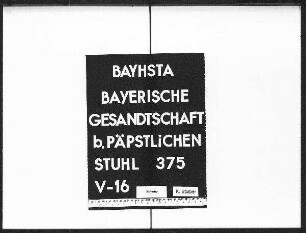 BAYHSTA
BAYERISCHE
GESANDTSCHAFT
b. PÄPSTLICHEN
STUHL 375
V-16